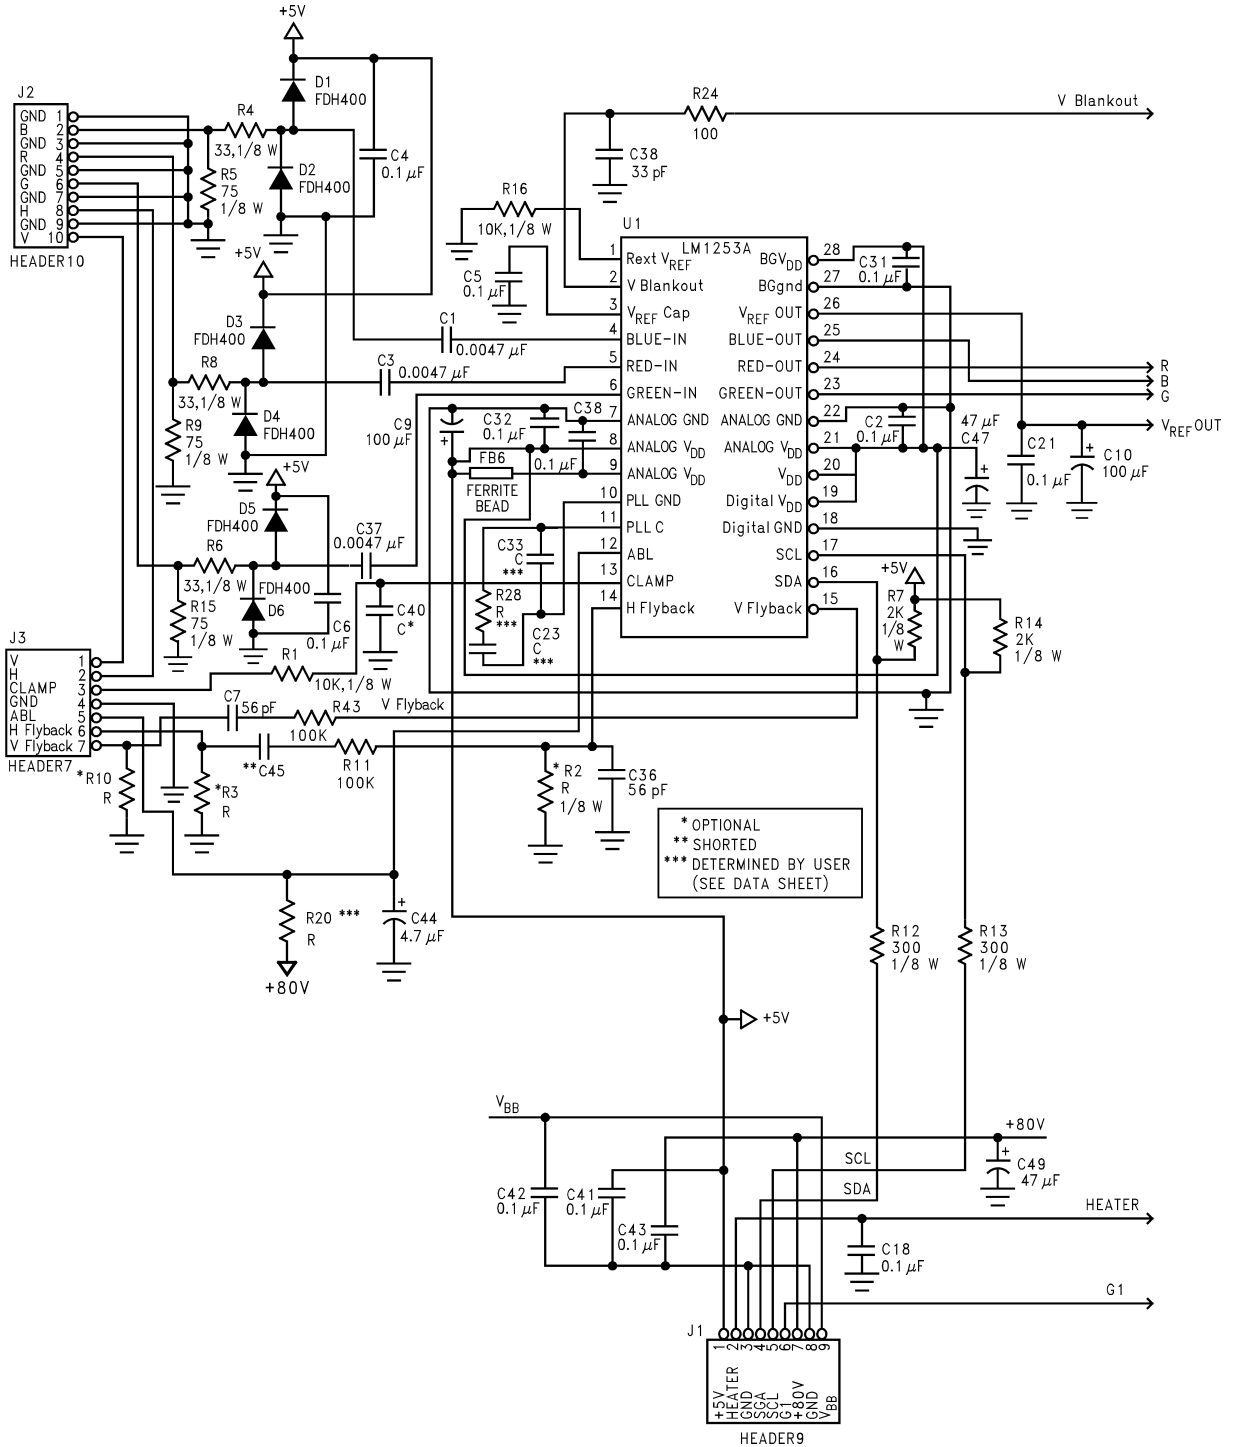 +5V
J2
GND 1
B 2
GND 3
R 4
GND 5
G 6
GND 7
H 8
GND 9
V 10
HEADER10
R4
33,1/8 W
R5
75
1/8 W
D1
FDH400
D2
FDH400
C4
0.1 μF
R24
100
V Blankout
C38
33 pF
R16
10K,1/8 W
C5
0.1 μF
+5V
D3
FDH400
R8
33,1/8 W
R9
75
1/8 W
D4
FDH400
C1
0.0047 μF
C3
0.0047 μF
U1
LM1253A
1 Rext VREF
2 V Blankout
3 VREF Cap
4 BLUE-IN
5 RED-IN
6 GREEN-IN
7 ANALOG GND
8 ANALOG VDD
9 ANALOG VDD
10 PLL GND
11 PLL C
12 ABL
13 CLAMP
14 H Flyback
BGVDD 28
BGgnd 27
VREF OUT 26
BLUE-OUT 25
RED-OUT 24
GREEN-OUT 23
ANALOG GND 22
ANALOG VDD 21
VDD 20
Digital VDD 19
Digital GND 18
SCL 17
SDA 16
V Flyback 15
C31
0.1 μF
R
B
G
C2
0.1 μF
47 μF
C47
+
C21
0.1 μF
+
C10
100 μF
VREF OUT
C9
100 μF
+
C32
0.1 μF
C38
0.1 μF
FB6
FERRITE
BEAD
+5V
D5
FDH400
R6
33,1/8 W
R15
75
1/8 W
FDH400
D6
C6
0.1 μF
C37
0.0047 μF
C33
C
***
R28
R
***
C23
C
***
C40
C*
+5V
R7
2K
1/8
W
R14
2K
1/8 W
J3
V 1
H 2
CLAMP 3
GND 4
ABL 5
H Flyback 6
V Flyback 7
HEADER7
R1
10K,1/8 W
C7
56 pF
R43
100K
V Flyback
**C45
R11
100K
*R10
R
*R3
R
*R2
R
1/8 W
C36
56 pF
* OPTIONAL
** SHORTED
*** DETERMINED BY USER
(SEE DATA SHEET)
R20 ***
R
+80V
+
C44
4.7 μF
R12
300
1/8 W
R13
300
1/8 W
+5V
VBB
+80V
+
C49
47 μF
SCL
SDA
C42
0.1 μF
C41
0.1 μF
C43
0.1 μF
HEATER
C18
0.1 μF
G1
J1
1 +5V
2 HEATER
3 GND
4 SGA
5 SCL
6 G1
7 +80V
8 GND
9 VBB
HEADER9